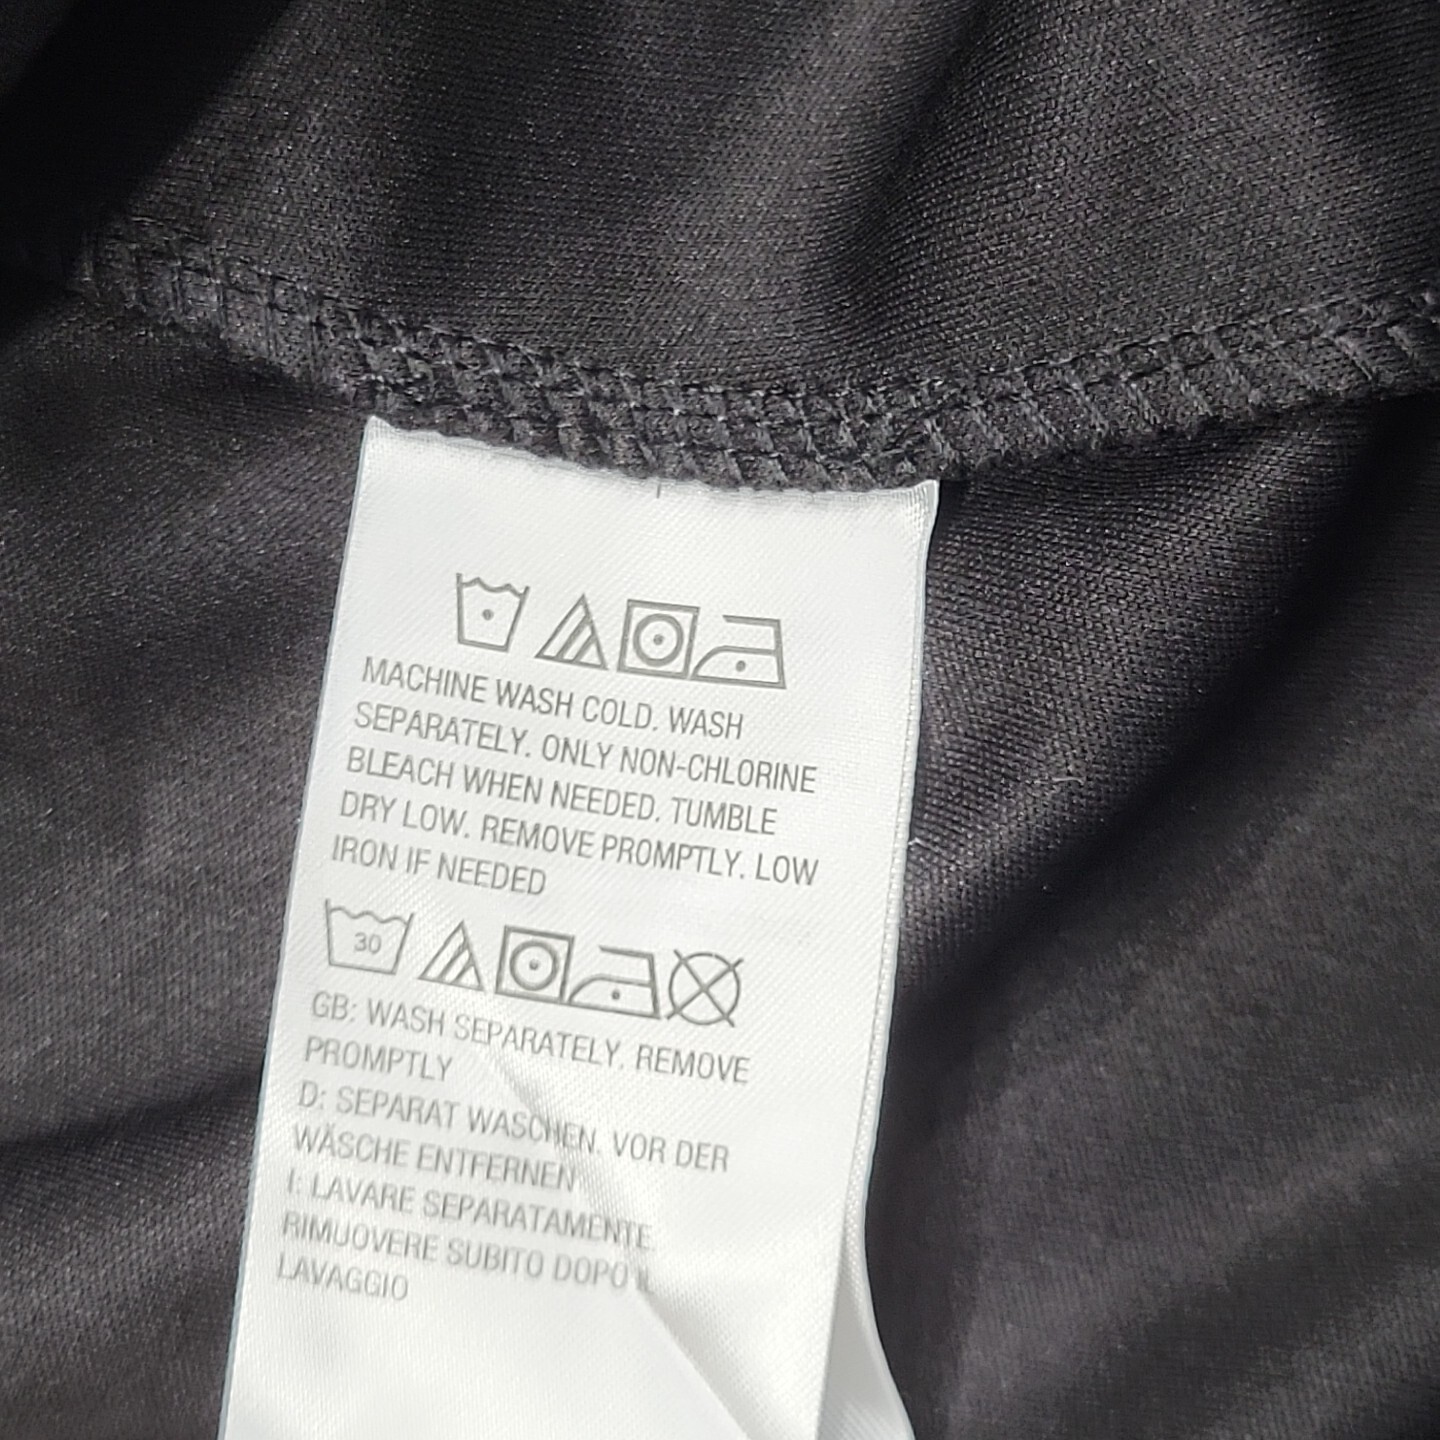 MACHINE WASH COLD. WASH
SEPARATELY. ONLY NON-CHLORINE
BLEACH WHEN NEEDED. TUMBLE
DRY LOW. REMOVE PROMPTLY. LOW
IRON IF NEEDED
30
GB: WASH SEPARATELY. REMOVE
PROMPTLY
D: SEPARAT WASCHEN. VOR DER
WÄSCHE ENTFERNEN
I: LAVARE SEPARATAMENTE
RIMUOVERE SUBITO DOPO IL
LAVAGGIO